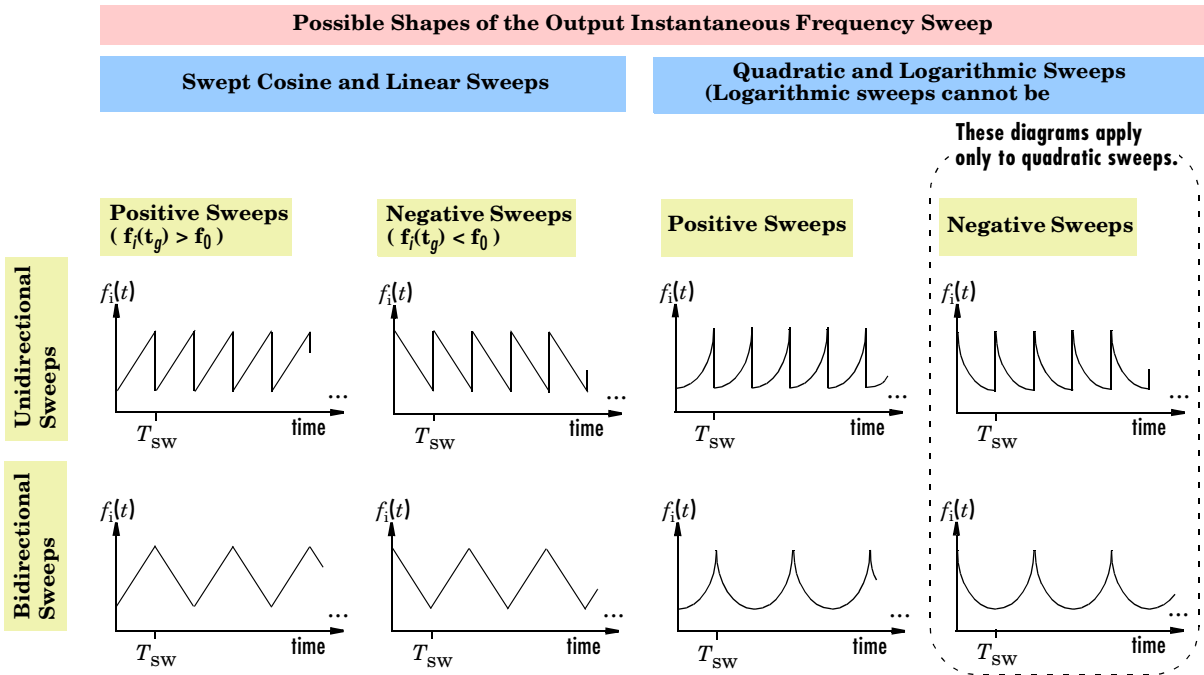 Possible Shapes of the Output Instantaneous Frequency Sweep
Swept Cosine and Linear Sweeps
Quadratic and Logarithmic Sweeps
(Logarithmic sweeps cannot be
These diagrams apply
only to quadratic sweeps.
Positive Sweeps
( fi(tg) > f0 )
Negative Sweeps
( fi(tg) < f0 )
Positive Sweeps
Negative Sweeps
Unidirectional
Sweeps
fi(t)
...
Tsw
time
fi(t)
...
Tsw
time
fi(t)
...
Tsw
time
fi(t)
...
Tsw
time
Bidirectional
Sweeps
fi(t)
...
Tsw
time
fi(t)
...
Tsw
time
fi(t)
...
Tsw
time
fi(t)
...
Tsw
time